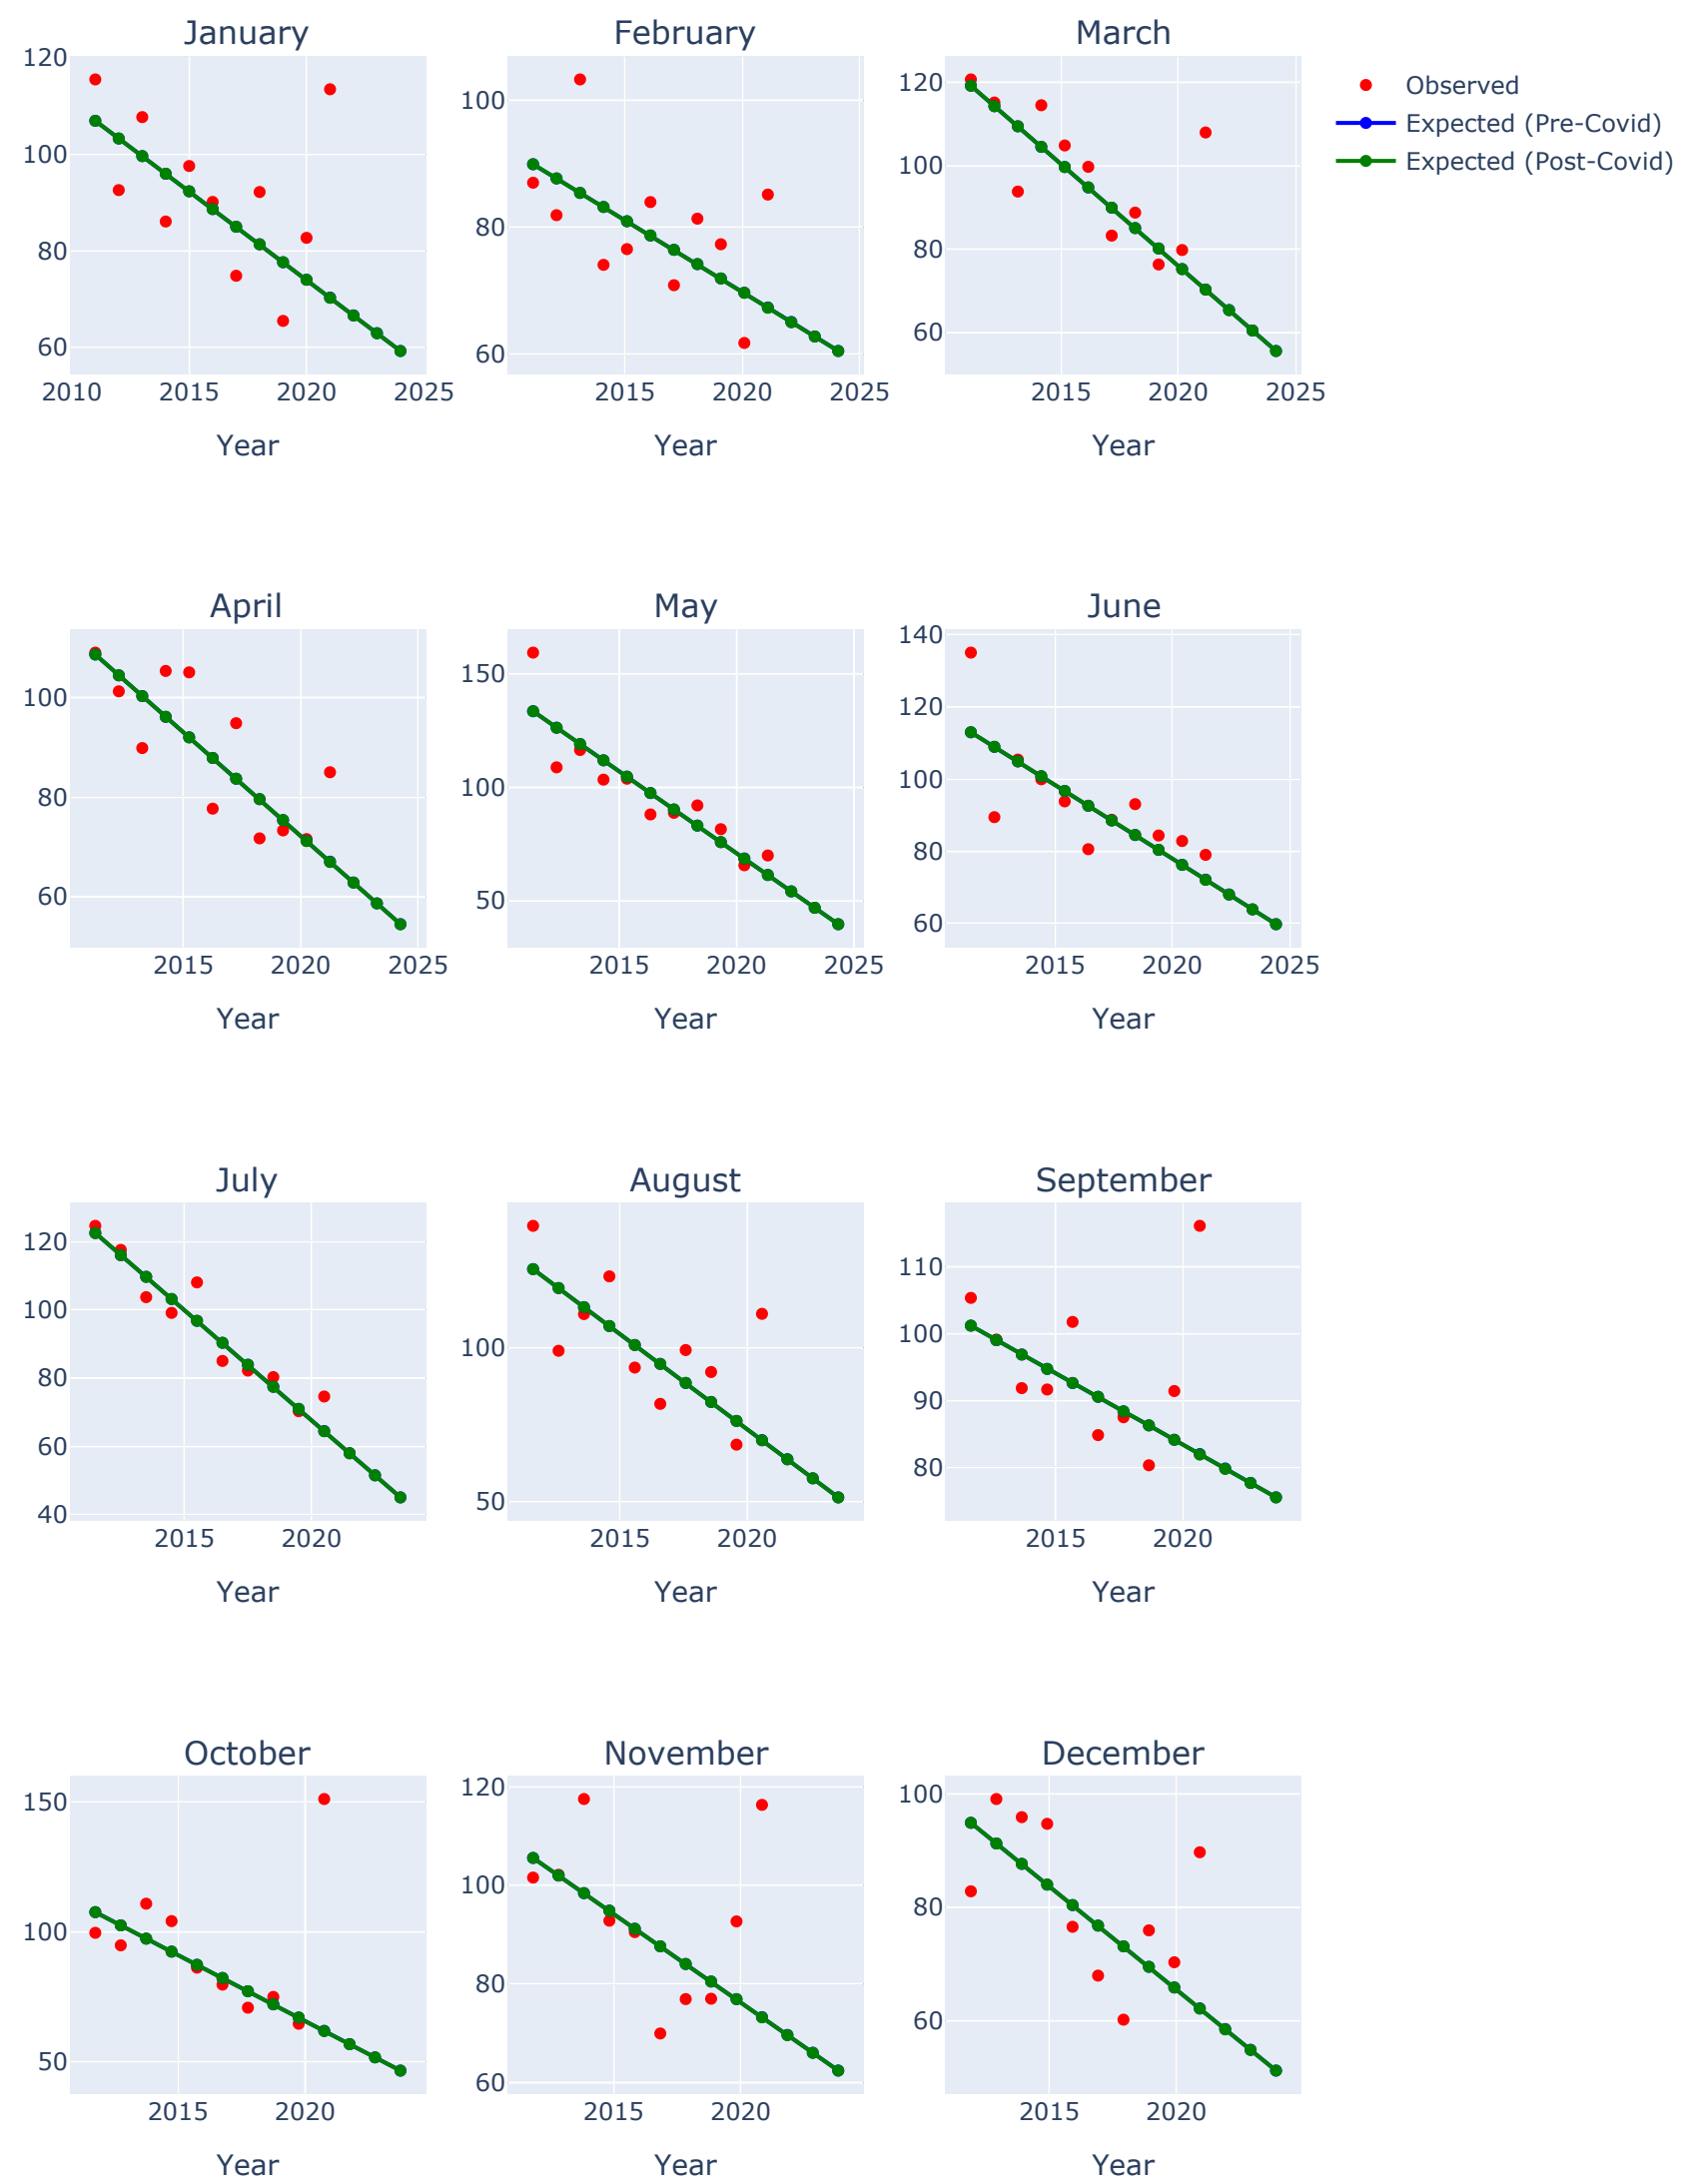 January
February
March
120
100
80
60
2010
2015
2020
2025
Year
100
80
60
2015
2020
2025
Year
120
100
80
60
2015
2020
2025
Year
Observed
Expected (Pre-Covid)
Expected (Post-Covid)
April
May
June
100
80
60
2015
2020
2025
Year
150
100
50
2015
2020
2025
Year
140
120
100
80
60
2015
2020
2025
Year
July
August
September
120
100
80
60
40
2015
2020
Year
100
50
2015
2020
Year
110
100
90
80
2015
2020
Year
October
November
December
150
100
50
2015
2020
Year
120
100
80
60
2015
2020
Year
100
80
60
2015
2020
Year